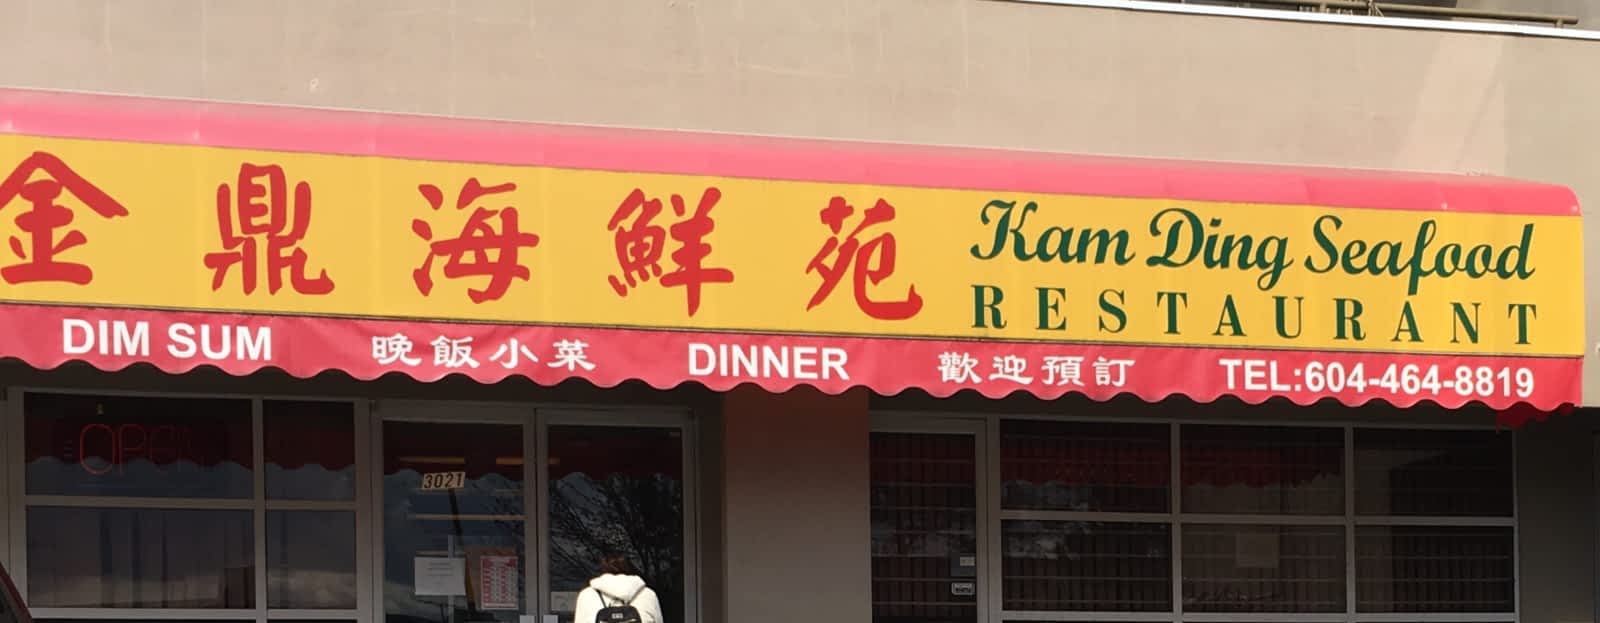 金鼎海鮮苑
Kam Ding Seafood
RESTAURANT
DIM SUM 晚飯小菜 DINNER 歡迎預訂 TEL:604-464-8819
OPEN
3021